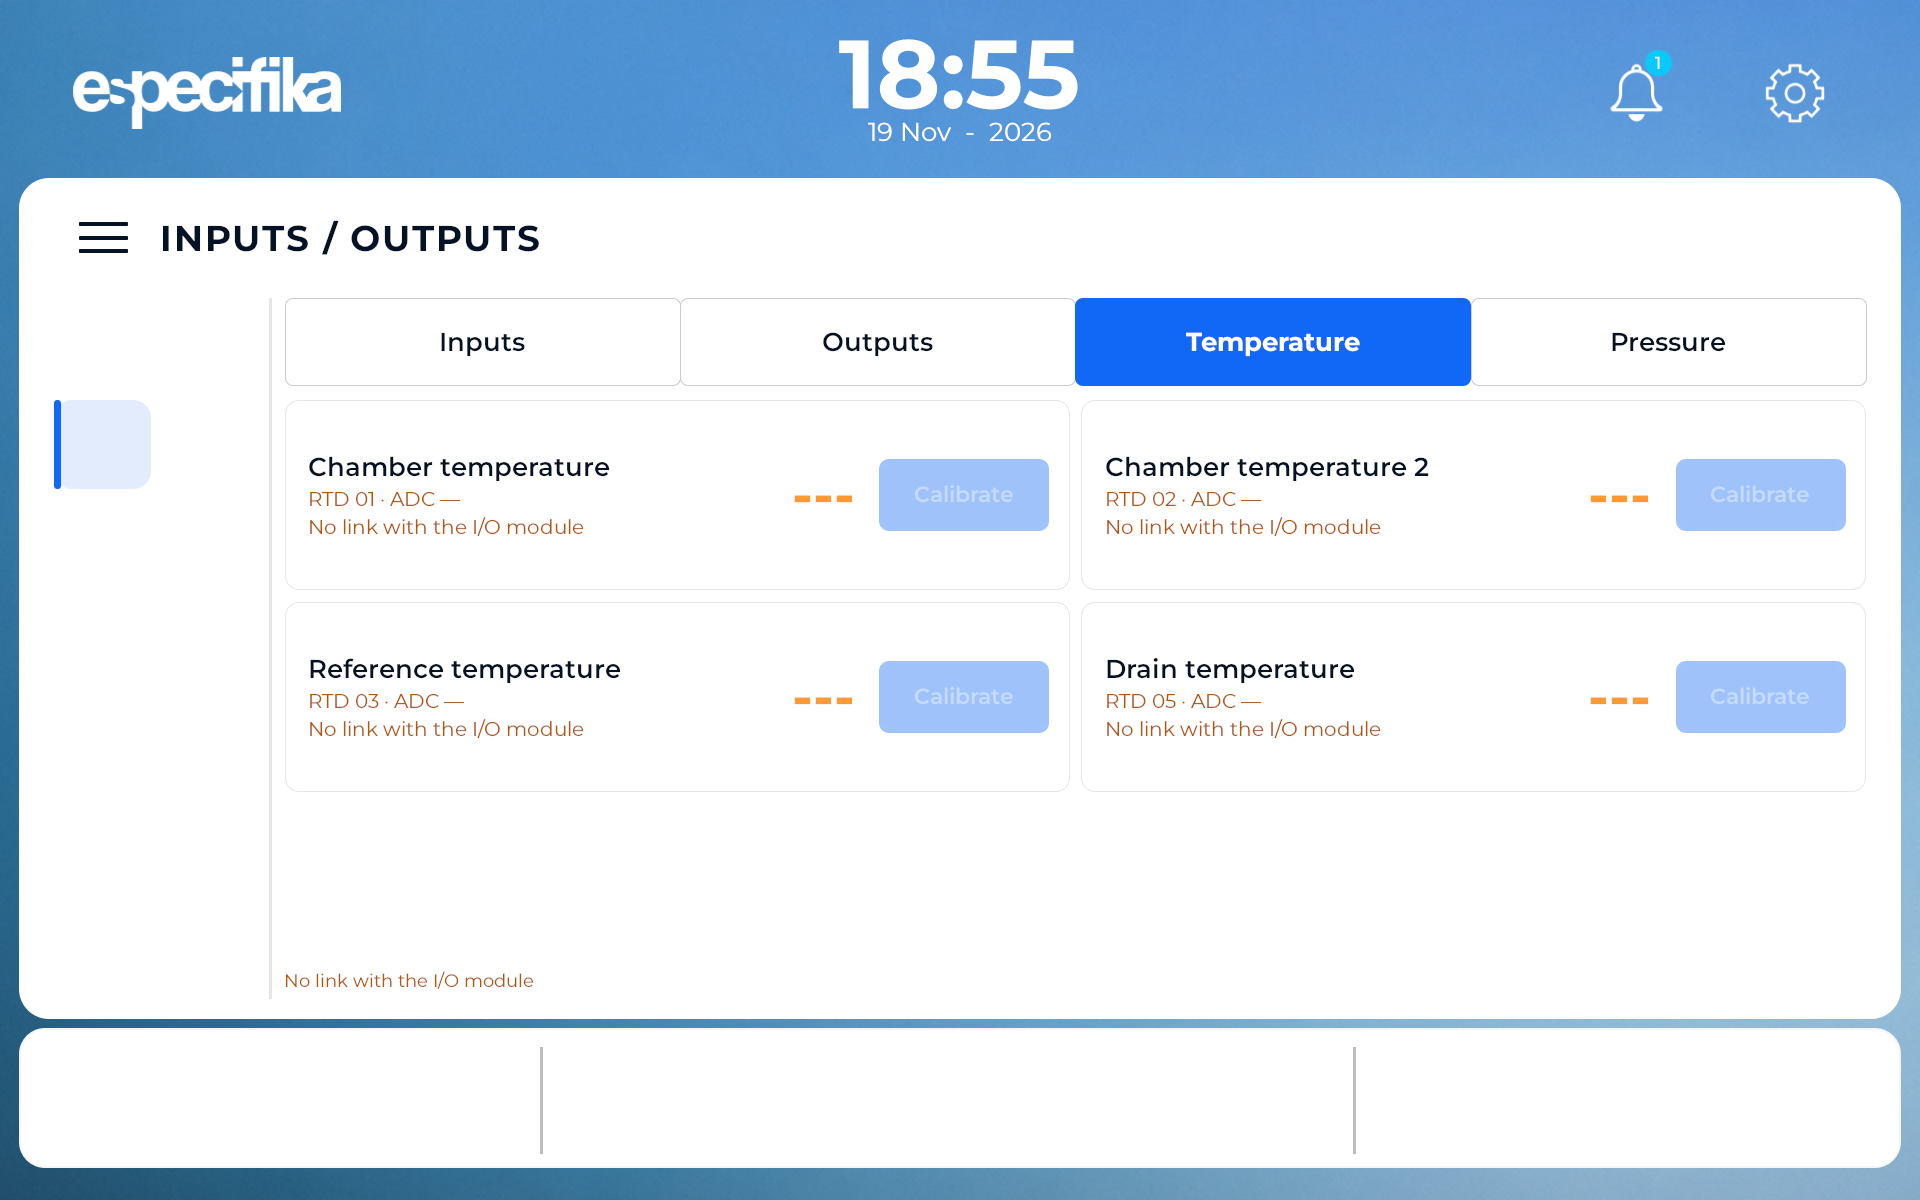 especifika
18:55
19 Nov - 2026
1
INPUTS / OUTPUTS
Inputs
Outputs
Temperature
Pressure
Chamber temperature
RTD 01 · ADC —
No link with the I/O module
---
Calibrate
Chamber temperature 2
RTD 02 · ADC —
No link with the I/O module
---
Calibrate
Reference temperature
RTD 03 · ADC —
No link with the I/O module
---
Calibrate
Drain temperature
RTD 05 · ADC —
No link with the I/O module
---
Calibrate
No link with the I/O module